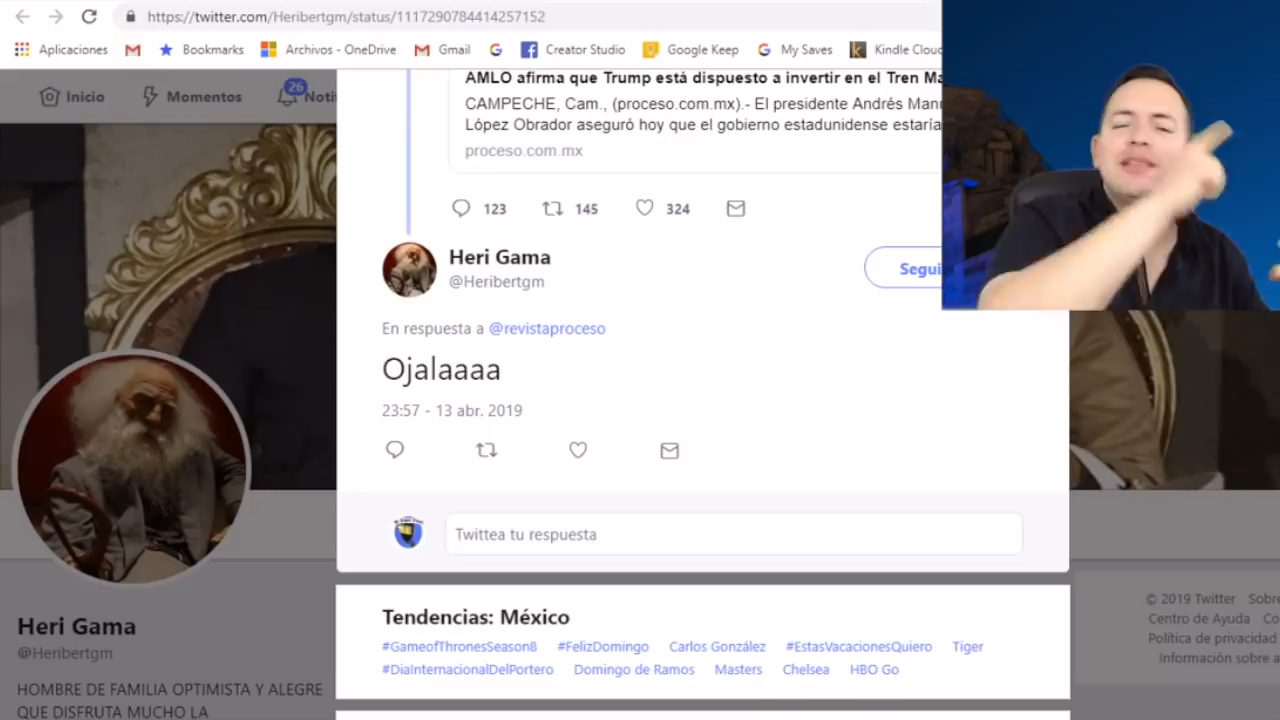 https://twitter.com/Heribertgm/status/1117290784414257152
Aplicaciones Bookmarks Archivos - OneDrive Gmail Creator Studio Google Keep My Saves Kindle Cloud
Inicio Momentos 26
AMLO afirma que Trump está dispuesto a invertir en el Tren
CAMPECHE, Cam., (proceso.com.mx).- El presidente Andrés
López Obrador aseguró hoy que el gobierno estadunidense estaría
proceso.com.mx
123 145 324
Heri Gama
@Heribertgm
En respuesta a @revistaproceso
Ojalaaaa
23:57 - 13 abr. 2019
Twittea tu respuesta
Heri Gama
@Heribertgm
HOMBRE DE FAMILIA OPTIMISTA Y ALEGRE
QUE DISFRUTA MUCHO LA
Tendencias: México
#GameofThronesSeason8 #FelizDomingo Carlos González #EstasVacacionesQuiero Tiger
#DiaInternacionalDelPortero Domingo de Ramos Masters Chelsea HBO Go
© 2019 Twitter
Centro de Ayuda
Política de privacidad
Información sobre